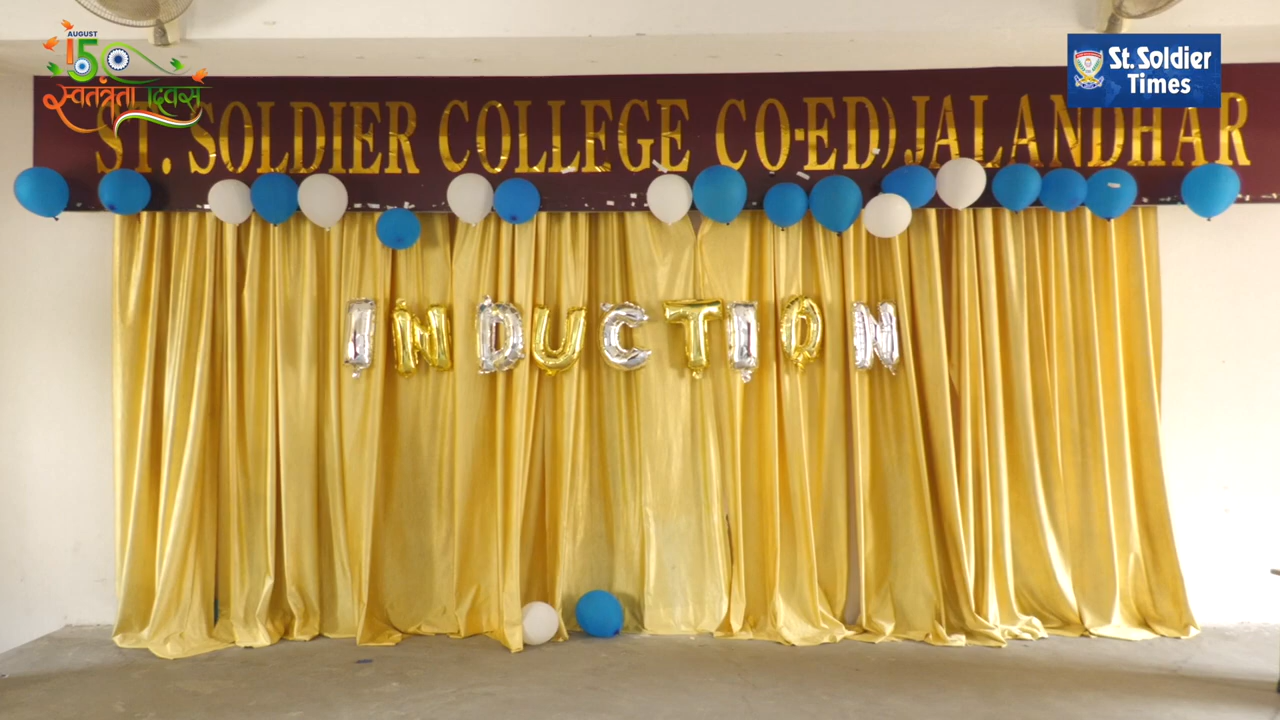 AUGUST
15
स्वतंत्रता दिवस
St. Soldier
Times
ST. SOLDIER COLLEGE CO-ED) JALANDHAR
INDUCTION